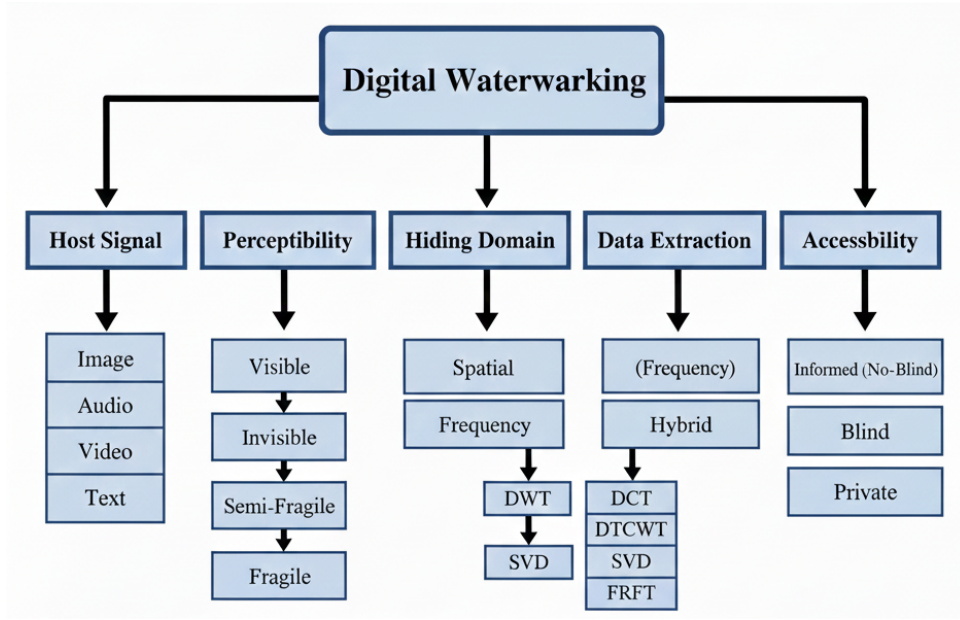 Digital Waterwarking
Host Signal
Perceptibility
Hiding Domain
Data Extraction
Accessbility
Image
Audio
Video
Text
Visible
Invisible
Semi-Fragile
Fragile
Spatial
Frequency
DWT
SVD
(Frequency)
Hybrid
DCT
DTCWT
SVD
FRFT
Informed (No-Blind)
Blind
Private